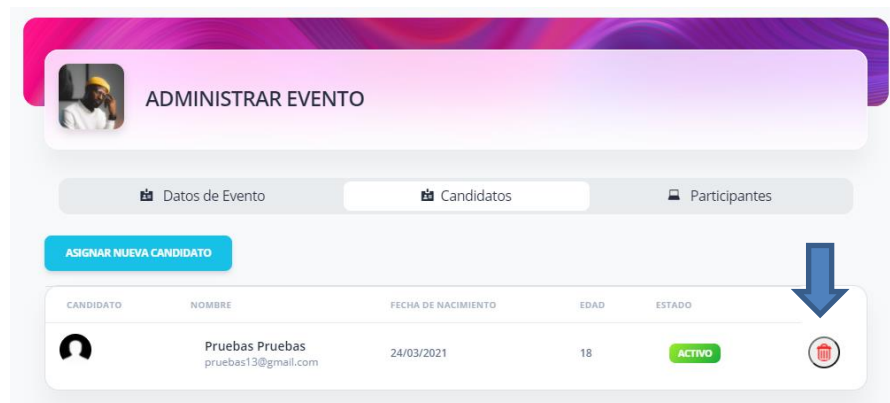 ADMINISTRAR EVENTO
Datos de Evento Candidatos Participantes
ASIGNAR NUEVA CANDIDATO
CANDIDATO NOMBRE FECHA DE NACIMIENTO EDAD ESTADO
Pruebas Pruebas
pruebas13@gmail.com
24/03/2021 18 ACTIVO